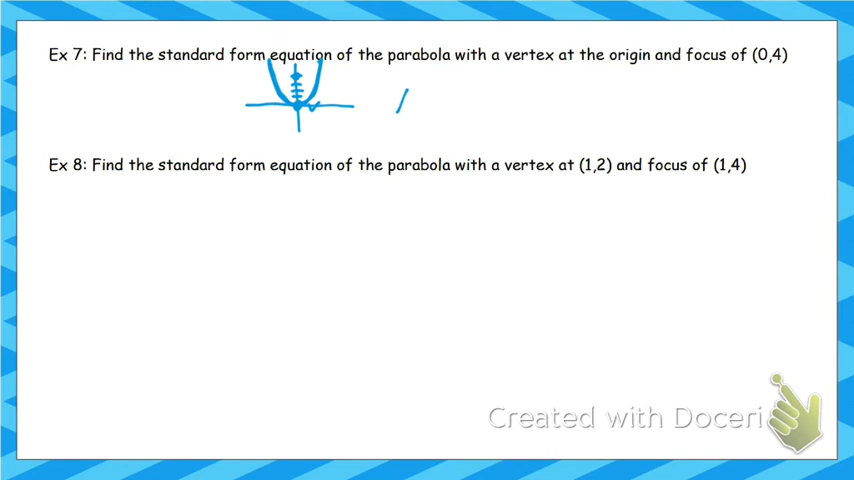 Ex 7: Find the standard form equation of the parabola with a vertex at the origin and focus of (0,4)
Ex 8: Find the standard form equation of the parabola with a vertex at (1,2) and focus of (1,4)
Created with Doceri